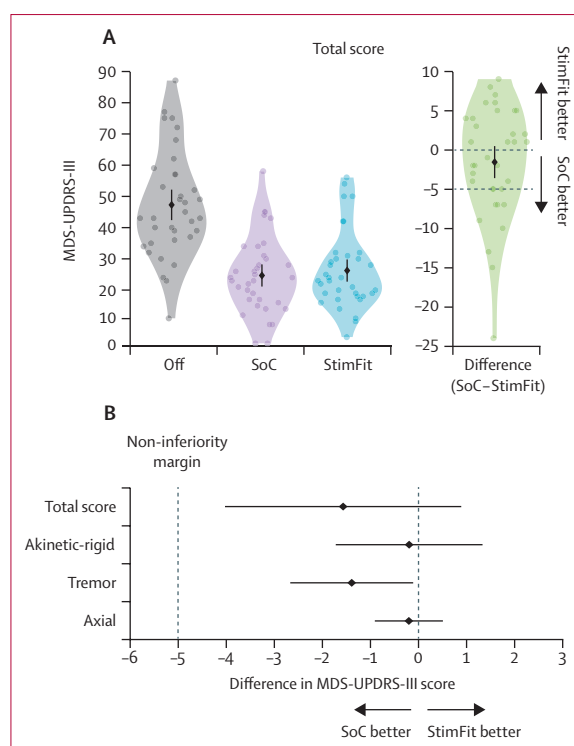 A
Total score
MDS-UPDRS-III
90
80
70
60
50
40
30
20
10
0
Off
SoC
StimFit
10
5
0
−5
−10
−15
−20
−25
StimFit better
SoC better
Difference
(SoC–StimFit)
B
Non-inferiority
margin
Total score
Akinetic-rigid
Tremor
Axial
−6 −5 −4 −3 −2 −1 0 1 2 3
Difference in MDS-UPDRS-III score
SoC better StimFit better